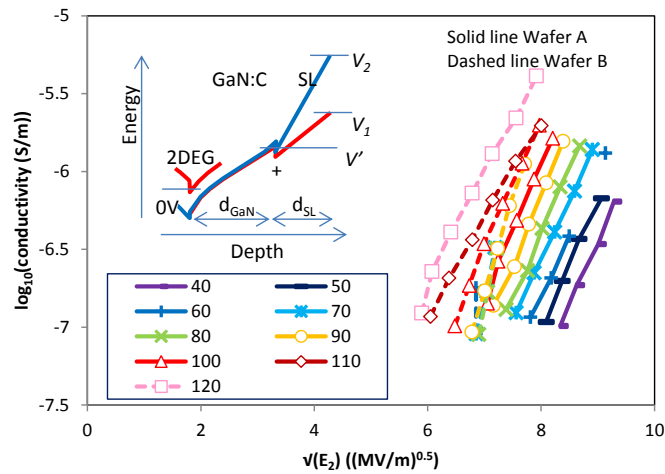 -5
-5.5
-6
-6.5
-7
-7.5
log10(conductivity (S/m))
0
2
4
6
8
10
√(E2) ((MV/m)^0.5)
Solid line Wafer A
Dashed line Wafer B
GaN:C
SL
V2
V1
V'
Energy
2DEG
0V
+
dGaN
dSL
Depth
40
50
60
70
80
90
100
110
120